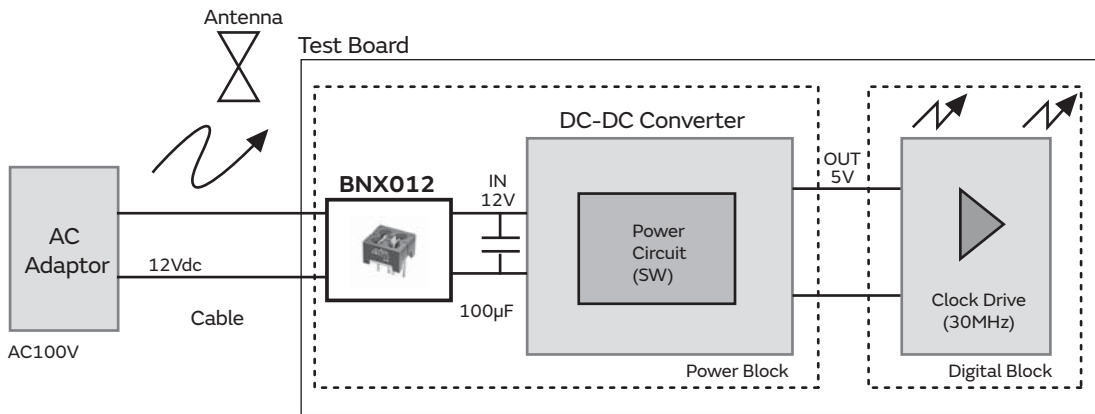 Antenna
Test Board
DC-DC Converter
BNX012
IN
12V
OUT
5V
AC
Adaptor
12Vdc
Cable
AC100V
100μF
Power
Circuit
(SW)
Power Block
Clock Drive
(30MHz)
Digital Block